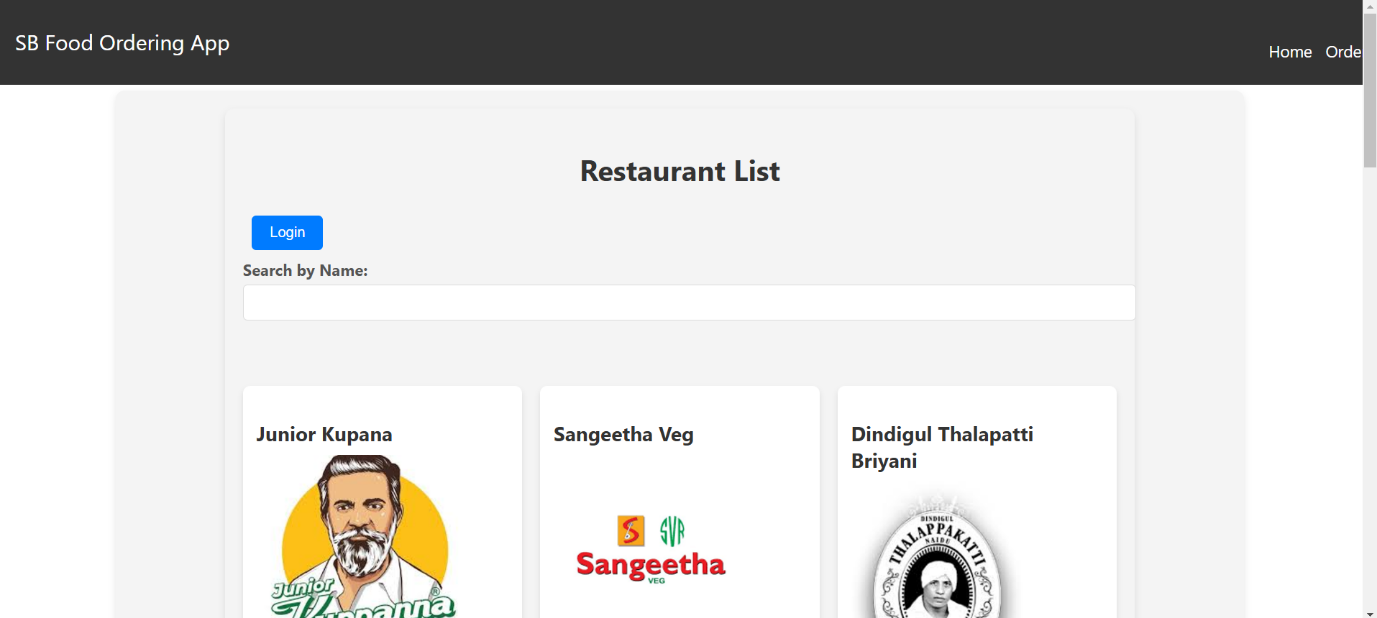 SB Food Ordering App
Home Orde
Restaurant List
Login
Search by Name:
Junior Kupana
Sangeetha Veg
Dindigul Thalapatti
Briyani
Junior
Kuppanna
®
S SVR
Sangeetha
VEG
DINDIGUL
THALAPPAKATTI
NAIDU